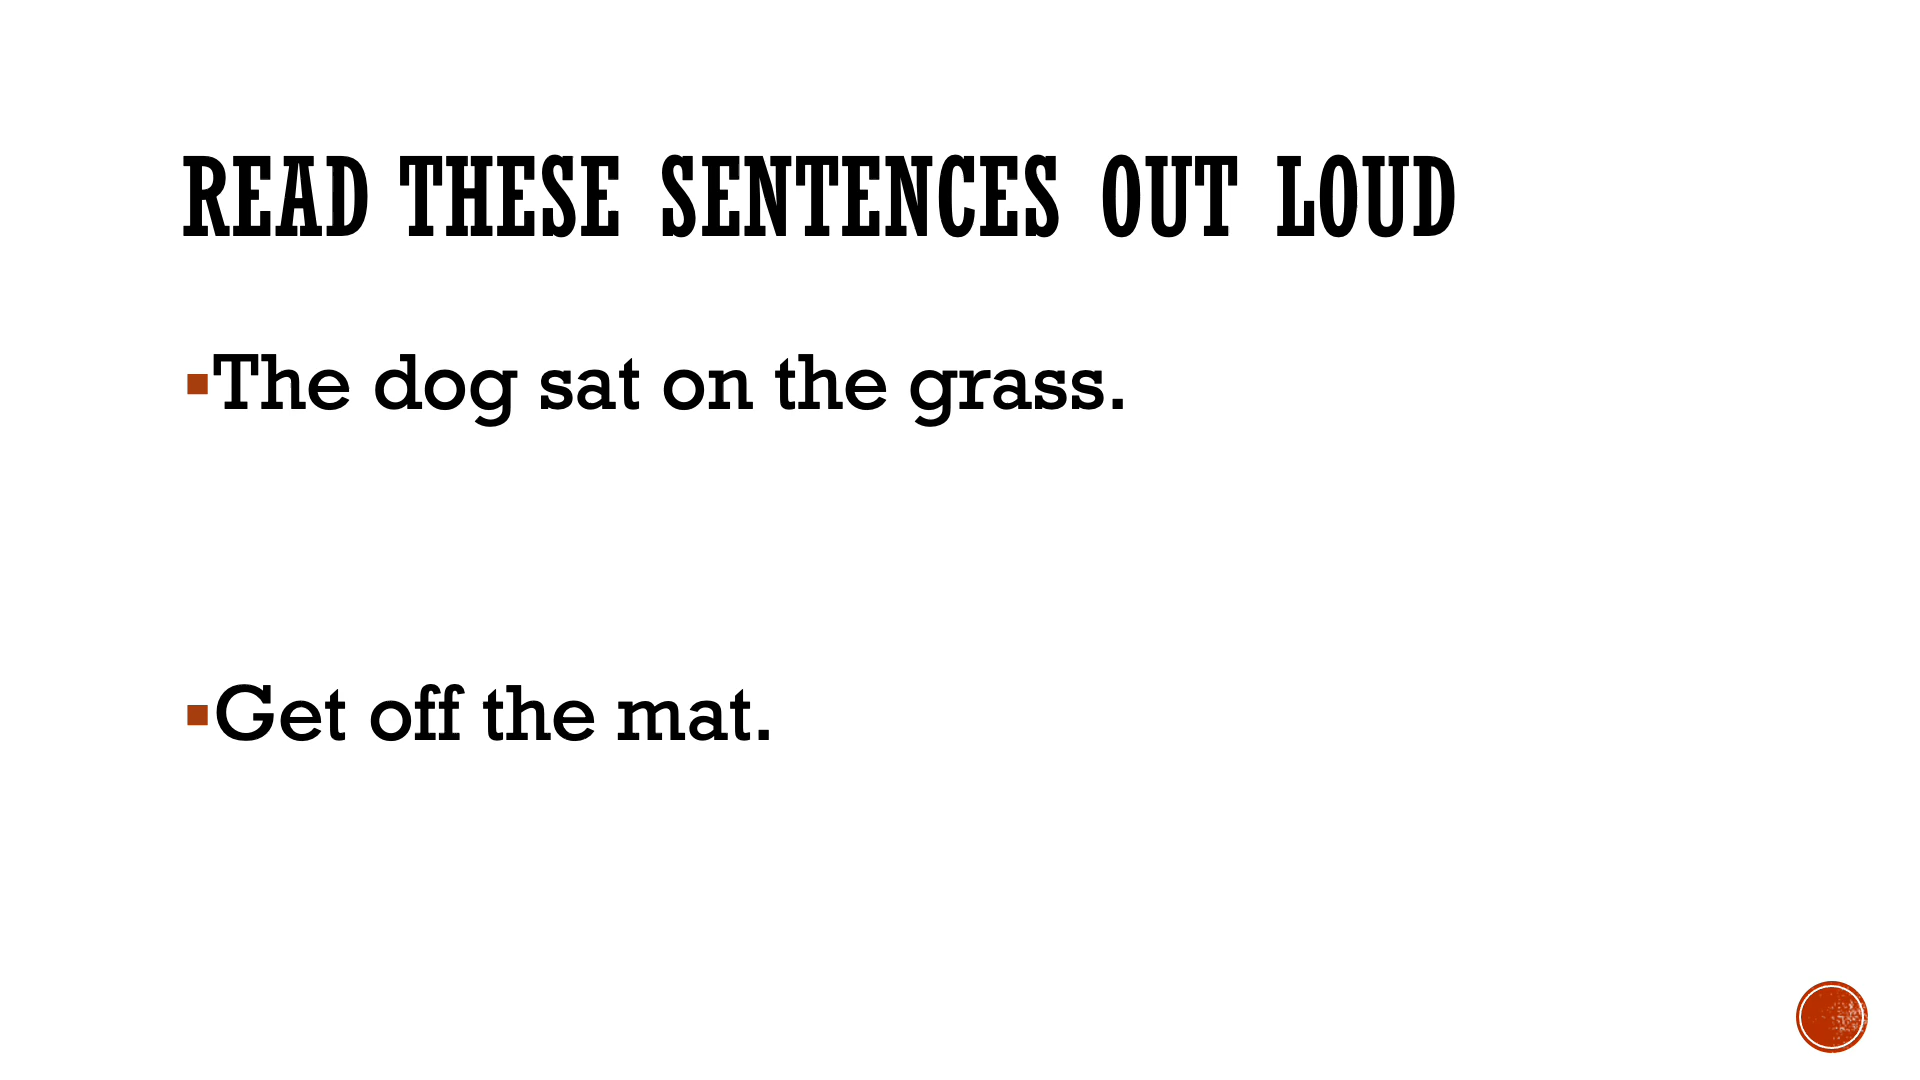 READ THESE SENTENCES OUT LOUD
▪The dog sat on the grass.
▪Get off the mat.